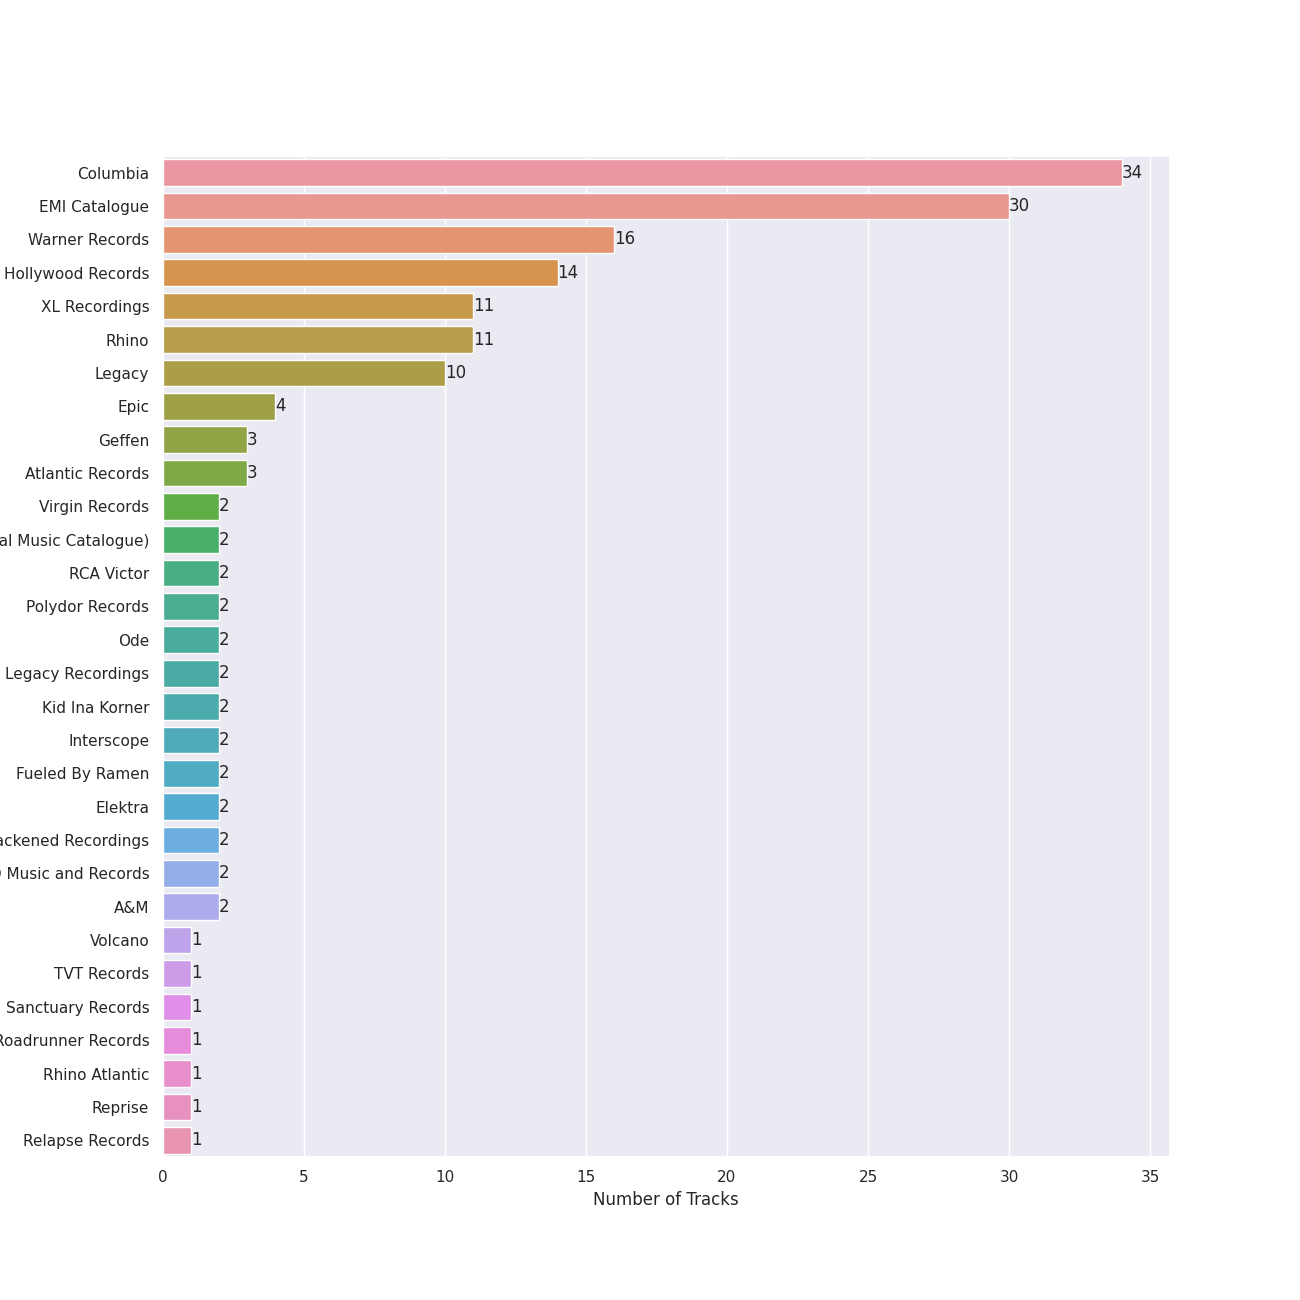 Columbia 34
EMI Catalogue 30
Warner Records 16
Hollywood Records 14
XL Recordings 11
Rhino 11
Legacy 10
Epic 4
Geffen 3
Atlantic Records 3
Virgin Records 2
al Music Catalogue) 2
RCA Victor 2
Polydor Records 2
Ode 2
Legacy Recordings 2
Kid Ina Korner 2
Interscope 2
Fueled By Ramen 2
Elektra 2
ackened Recordings 2
Music and Records 2
A&M 2
Volcano 1
TVT Records 1
Sanctuary Records 1
Roadrunner Records 1
Rhino Atlantic 1
Reprise 1
Relapse Records 1
0 5 10 15 20 25 30 35
Number of Tracks